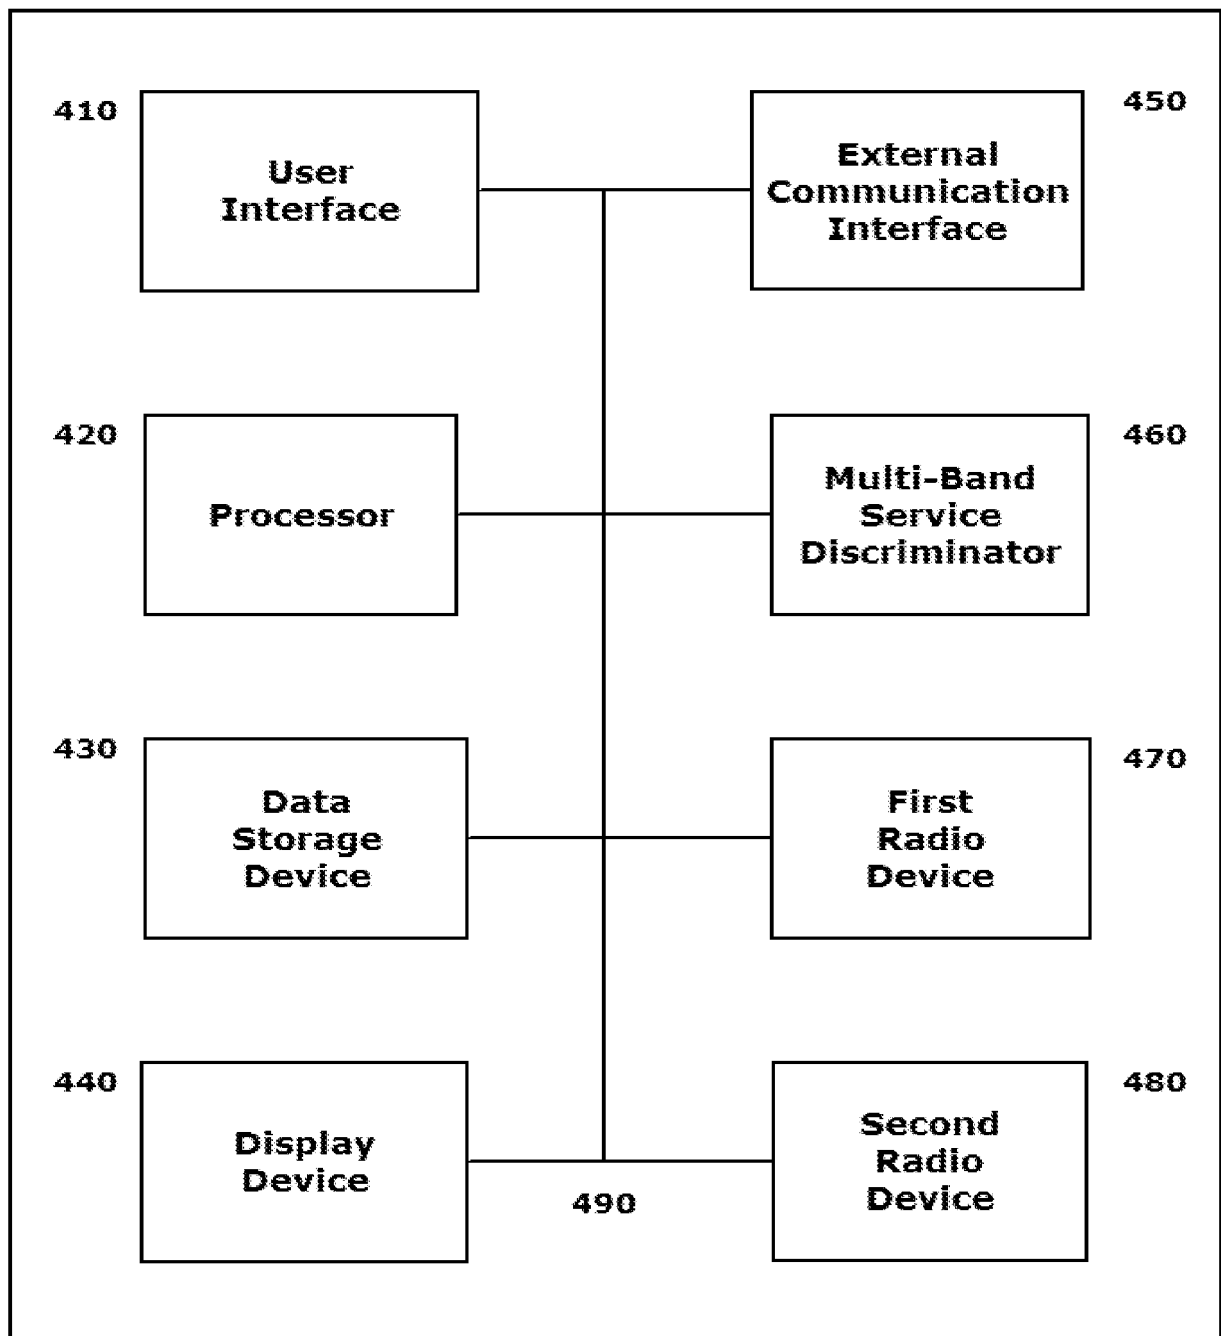 410
User
Interface
450
External
Communication
Interface
420
Processor
460
Multi-Band
Service
Discriminator
430
Data
Storage
Device
470
First
Radio
Device
440
Display
Device
480
Second
Radio
Device
490